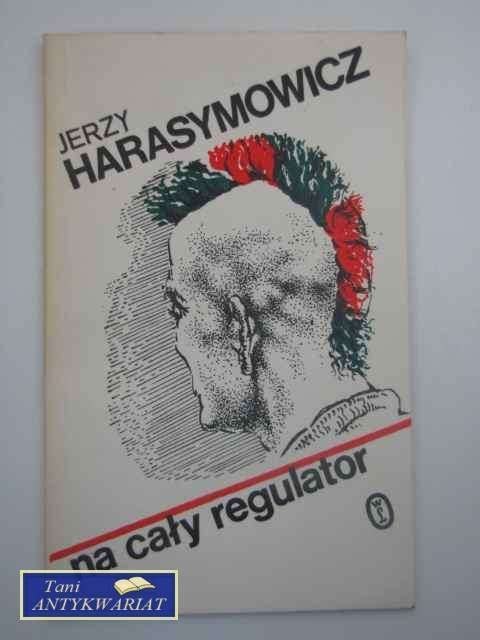 JERZY
HARASYMOWICZ
na cały regulator
W
Ł
Tani
ANTYKWARIAT